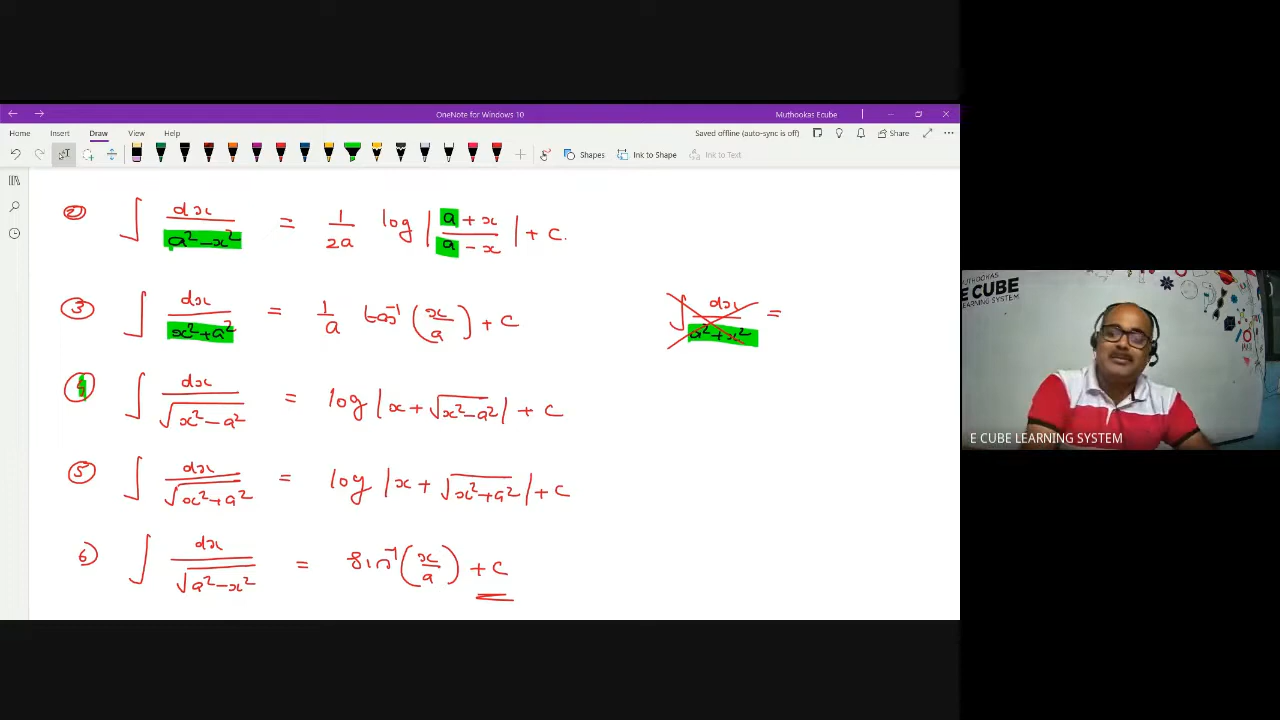 OneNote for Windows 10
Muthookas Ecube
Home Insert Draw View Help
Saved offline (auto-sync is off)
Share
Shapes
Ink to Shape
Ink to Text
② ∫ dx / (a² − x²) = 1/2a log | (a + x) / (a − x) | + c.
③ ∫ dx / (x² + a²) = 1/a tan⁻¹ (x/a) + c
∫ dx / (a² + x²) =
④ ∫ dx / √(x² − a²) = log | x + √(x² − a²) | + c
⑤ ∫ dx / √(x² + a²) = log | x + √(x² + a²) | + c
6) ∫ dx / √(a² − x²) = sin⁻¹ (x/a) + c
MUTHOOKAS
E CUBE
LEARNING SYSTEM
E CUBE LEARNING SYSTEM